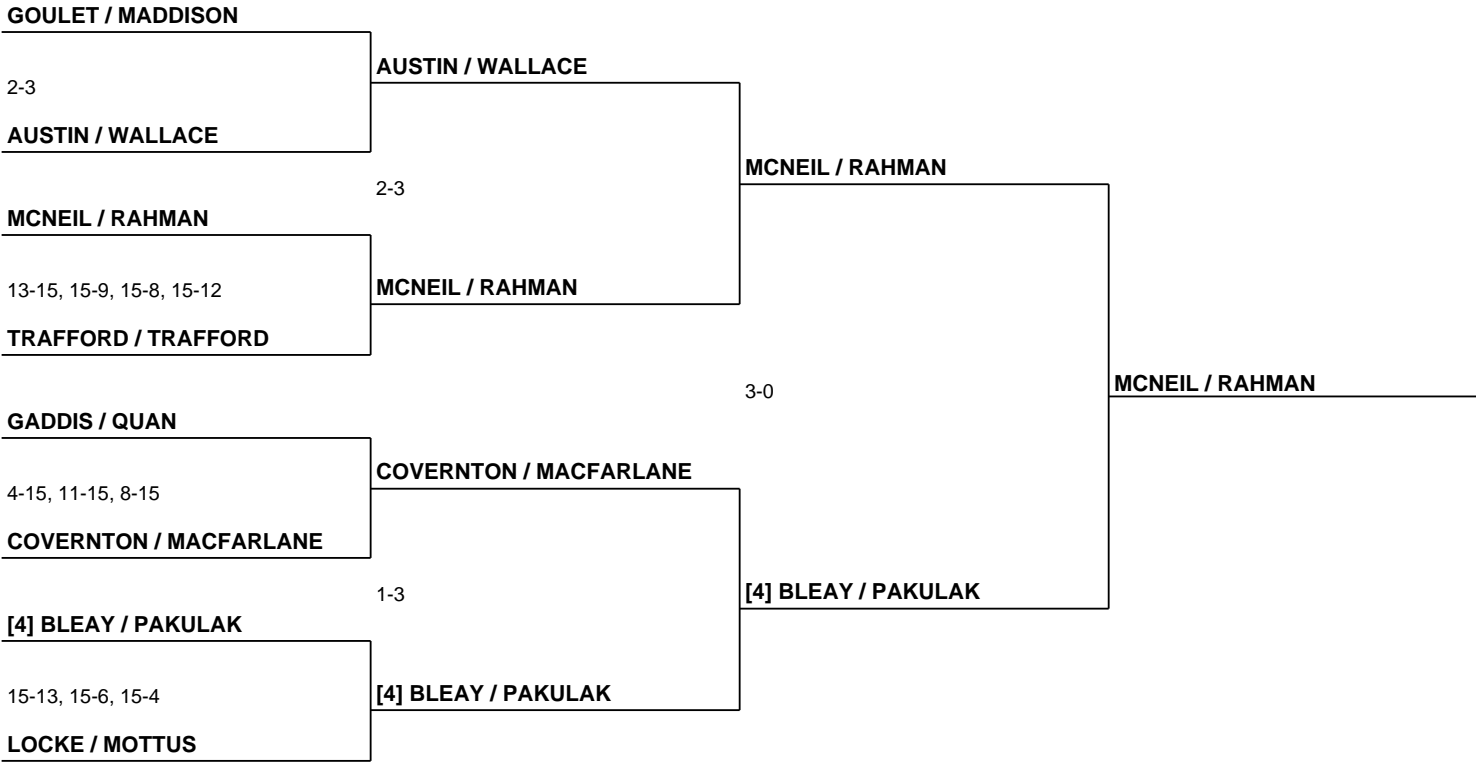 GOULET / MADDISON
AUSTIN / WALLACE
2-3
AUSTIN / WALLACE
MCNEIL / RAHMAN
2-3
MCNEIL / RAHMAN
13-15, 15-9, 15-8, 15-12
MCNEIL / RAHMAN
TRAFFORD / TRAFFORD
3-0
MCNEIL / RAHMAN
GADDIS / QUAN
COVERNTON / MACFARLANE
4-15, 11-15, 8-15
COVERNTON / MACFARLANE
1-3
[4] BLEAY / PAKULAK
[4] BLEAY / PAKULAK
15-13, 15-6, 15-4
[4] BLEAY / PAKULAK
LOCKE / MOTTUS